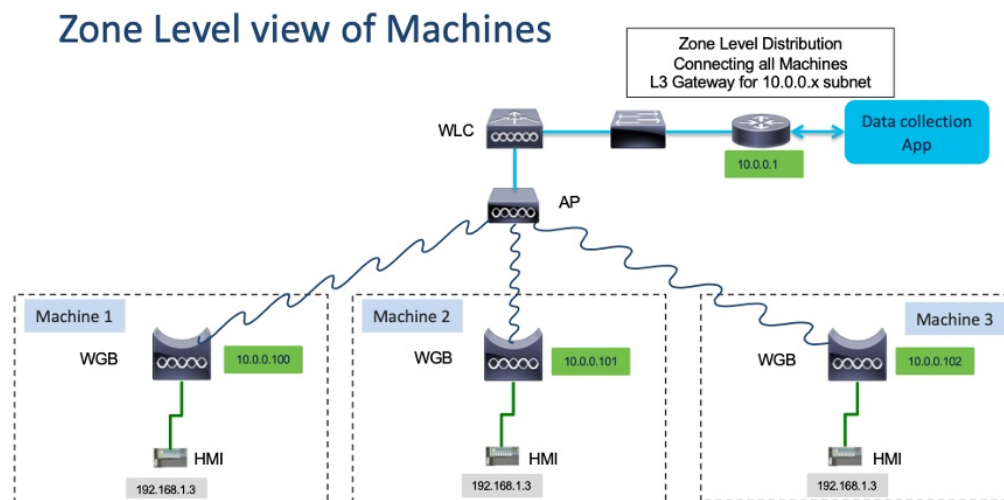 Zone Level view of Machines
Zone Level Distribution
Connecting all Machines
L3 Gateway for 10.0.0.x subnet
WLC
Data collection
App
10.0.0.1
AP
Machine 1
WGB
10.0.0.100
HMI
192.168.1.3
Machine 2
WGB
10.0.0.101
HMI
192.168.1.3
Machine 3
WGB
10.0.0.102
HMI
192.168.1.3